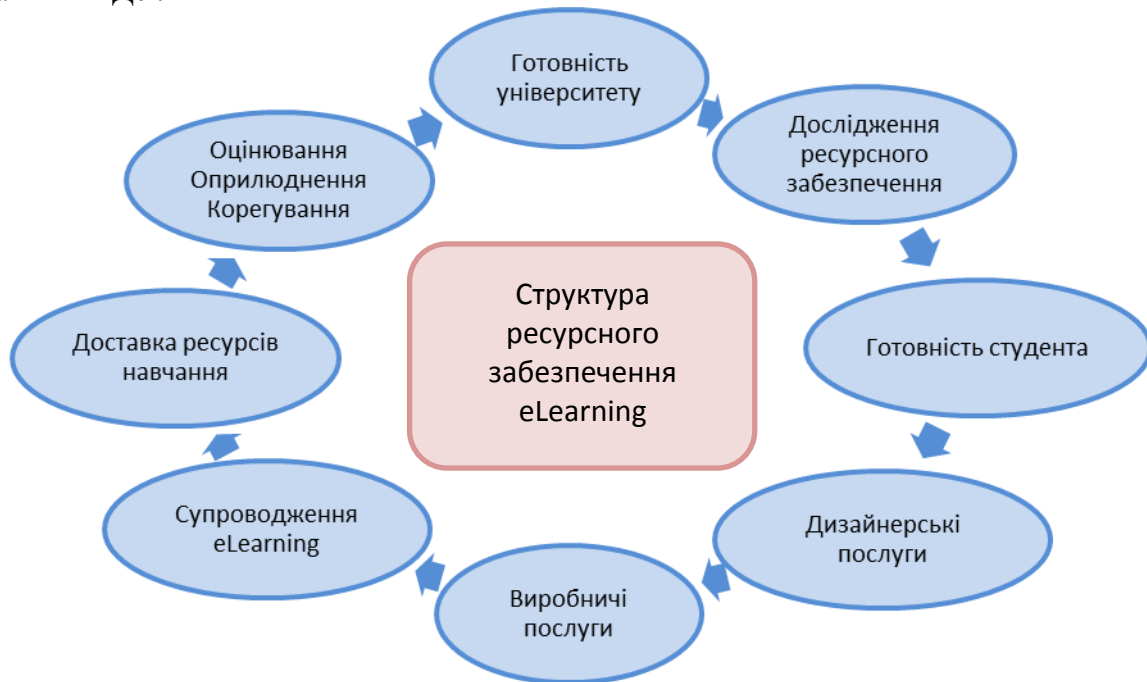 Готовність
університету
Дослідження
ресурсного
забезпечення
Готовність студента
Дизайнерські
послуги
Виробничі
послуги
Супроводження
eLearning
Доставка ресурсів
навчання
Оцінювання
Оприлюднення
Корегування
Структура
ресурсного
забезпечення
eLearning